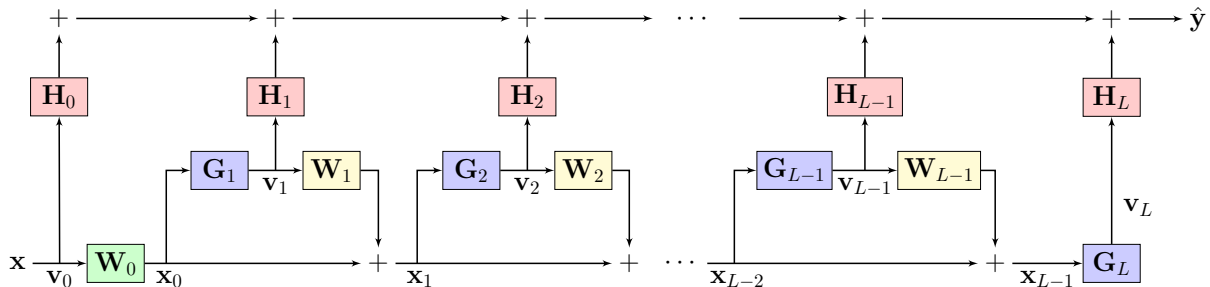 + + + ⋯ + + ŷ
H₀ H₁ H₂ H_{L−1} H_L
G₁ W₁ G₂ W₂ G_{L−1} W_{L−1}
v₁ v₂ v_{L−1} v_L
x W₀ + + ⋯ + G_L
v₀ x₀ x₁ x_{L−2} x_{L−1}